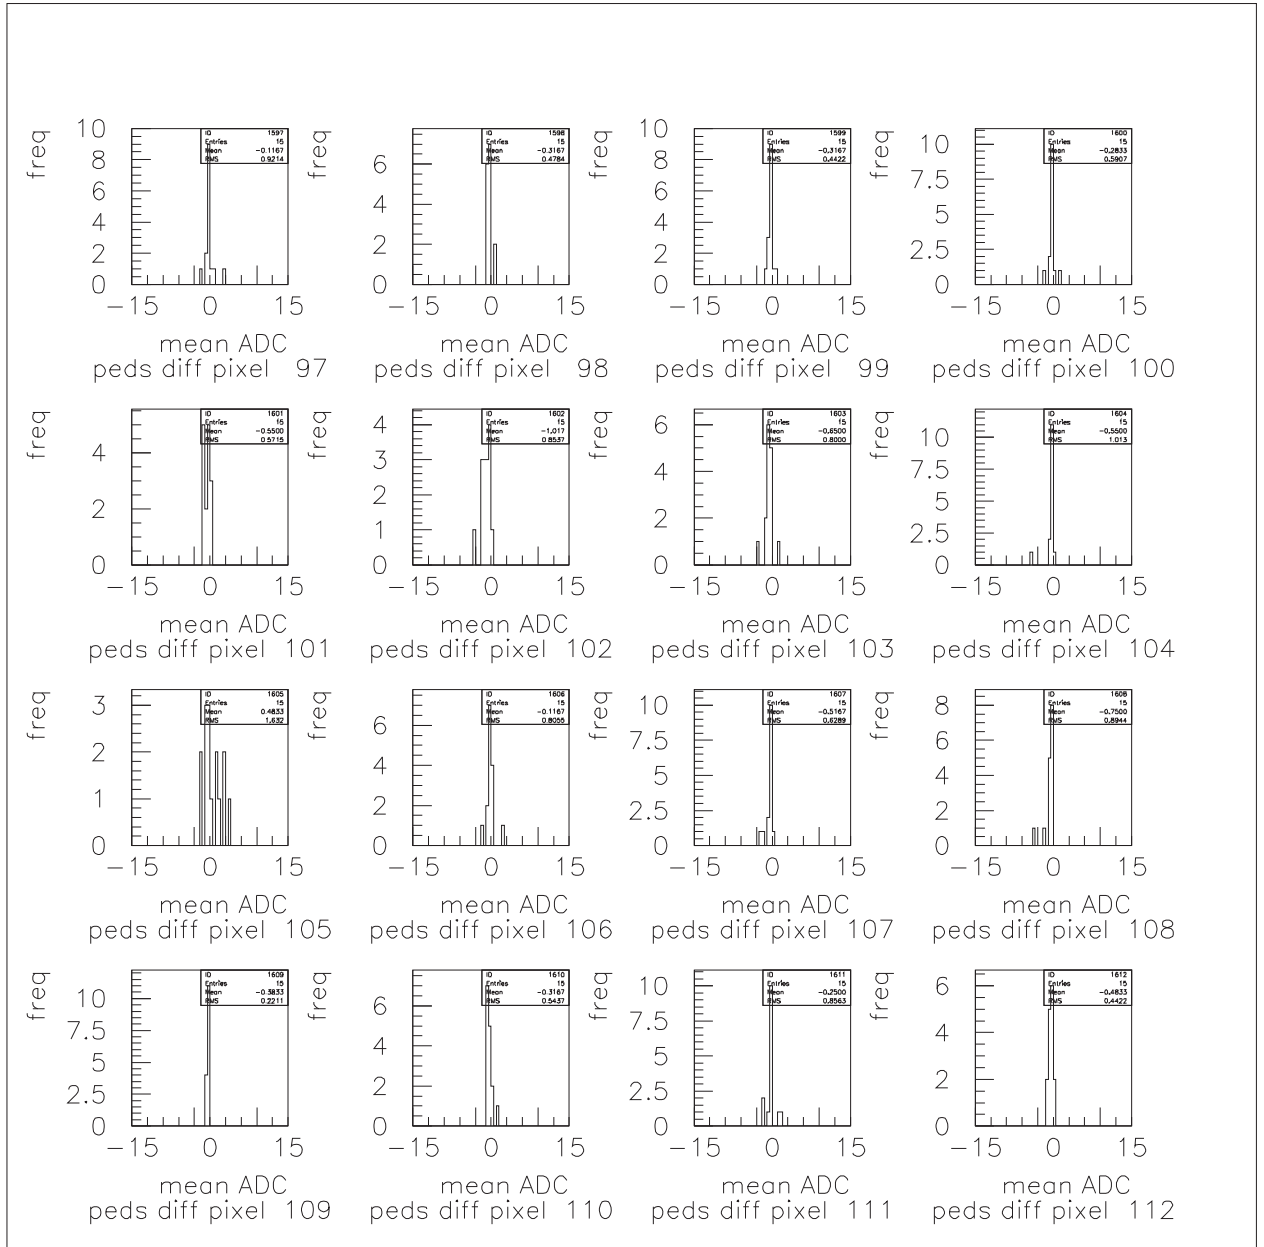 freq
10
8
6
4
2
0
−15 0 15
ID 1597
Entries 15
Mean −0.1167
RMS 0.9214
mean ADC
peds diff pixel 97
freq
6
4
2
0
−15 0 15
ID 1598
Entries 15
Mean −0.3167
RMS 0.4784
mean ADC
peds diff pixel 98
freq
10
8
6
4
2
0
−15 0 15
ID 1599
Entries 15
Mean −0.3167
RMS 0.4422
mean ADC
peds diff pixel 99
freq
10
7.5
5
2.5
0
−15 0 15
ID 1600
Entries 15
Mean −0.2833
RMS 0.5907
mean ADC
peds diff pixel 100
freq
4
2
0
−15 0 15
ID 1601
Entries 15
Mean −0.5500
RMS 0.5715
mean ADC
peds diff pixel 101
freq
4
3
2
1
0
−15 0 15
ID 1602
Entries 15
Mean −1.017
RMS 0.8537
mean ADC
peds diff pixel 102
freq
6
4
2
0
−15 0 15
ID 1603
Entries 15
Mean −0.6500
RMS 0.8000
mean ADC
peds diff pixel 103
freq
10
7.5
5
2.5
0
−15 0 15
ID 1604
Entries 15
Mean −0.5500
RMS 1.013
mean ADC
peds diff pixel 104
freq
3
2
1
0
−15 0 15
ID 1605
Entries 15
Mean 0.4833
RMS 1.632
mean ADC
peds diff pixel 105
freq
6
4
2
0
−15 0 15
ID 1606
Entries 15
Mean −0.1167
RMS 0.8055
mean ADC
peds diff pixel 106
freq
10
7.5
5
2.5
0
−15 0 15
ID 1607
Entries 15
Mean −0.5167
RMS 0.6289
mean ADC
peds diff pixel 107
freq
8
6
4
2
0
−15 0 15
ID 1608
Entries 15
Mean −0.7500
RMS 0.8944
mean ADC
peds diff pixel 108
freq
10
7.5
5
2.5
0
−15 0 15
ID 1609
Entries 15
Mean −0.3833
RMS 0.2211
mean ADC
peds diff pixel 109
freq
6
4
2
0
−15 0 15
ID 1610
Entries 15
Mean −0.3167
RMS 0.5437
mean ADC
peds diff pixel 110
freq
10
7.5
5
2.5
0
−15 0 15
ID 1611
Entries 15
Mean −0.2500
RMS 0.8563
mean ADC
peds diff pixel 111
freq
6
4
2
0
−15 0 15
ID 1612
Entries 15
Mean −0.4833
RMS 0.4422
mean ADC
peds diff pixel 112